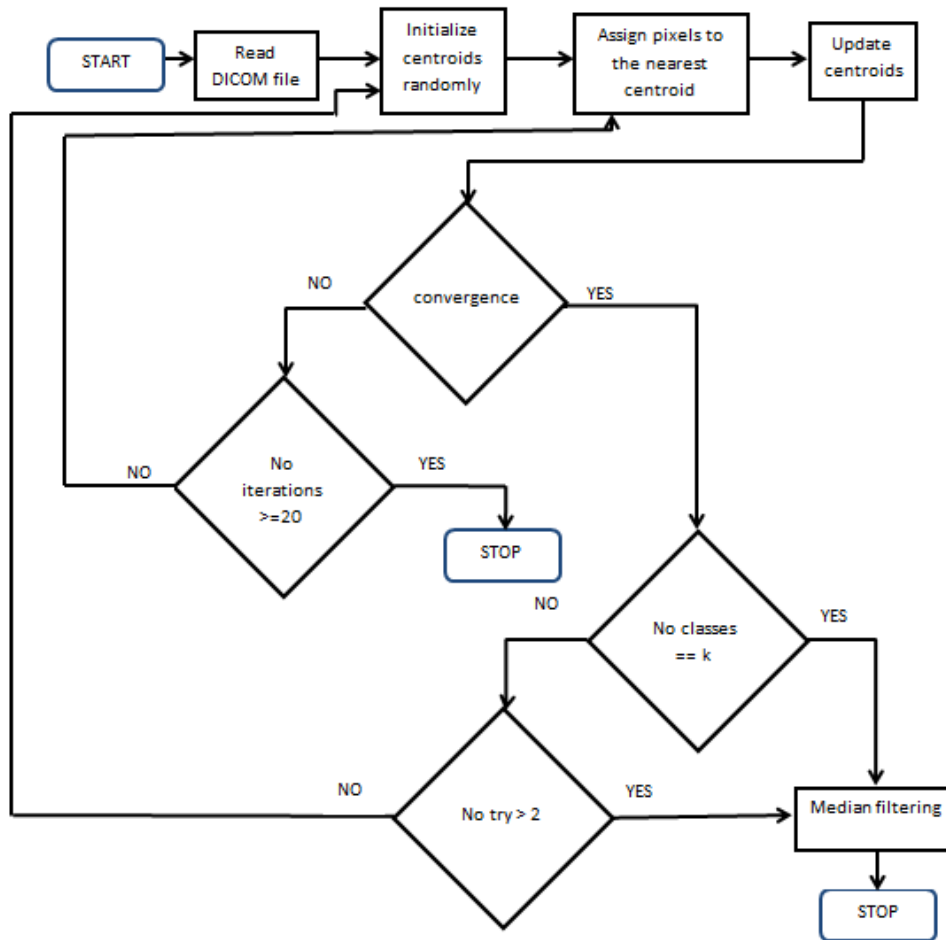 START
Read
DICOM file
Initialize
centroids
randomly
Assign pixels to
the nearest
centroid
Update
centroids
convergence
NO
YES
No
iterations
>=20
NO
YES
STOP
No classes
== k
NO
YES
No try > 2
NO
YES
Median filtering
STOP